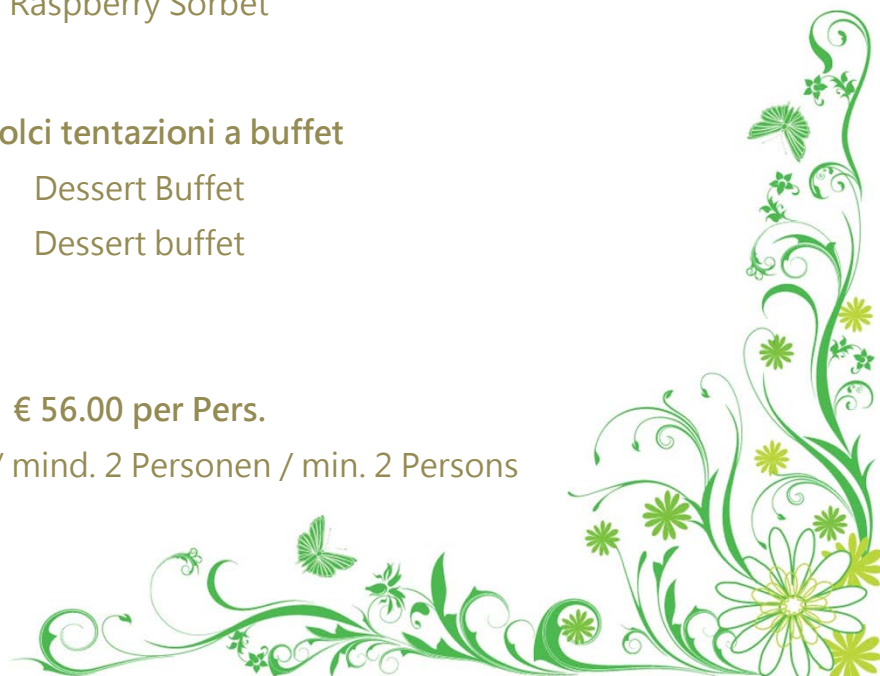 Raspberry Sorbet
olci tentazioni a buffet
Dessert Buffet
Dessert buffet
€ 56.00 per Pers.
/ mind. 2 Personen / min. 2 Persons